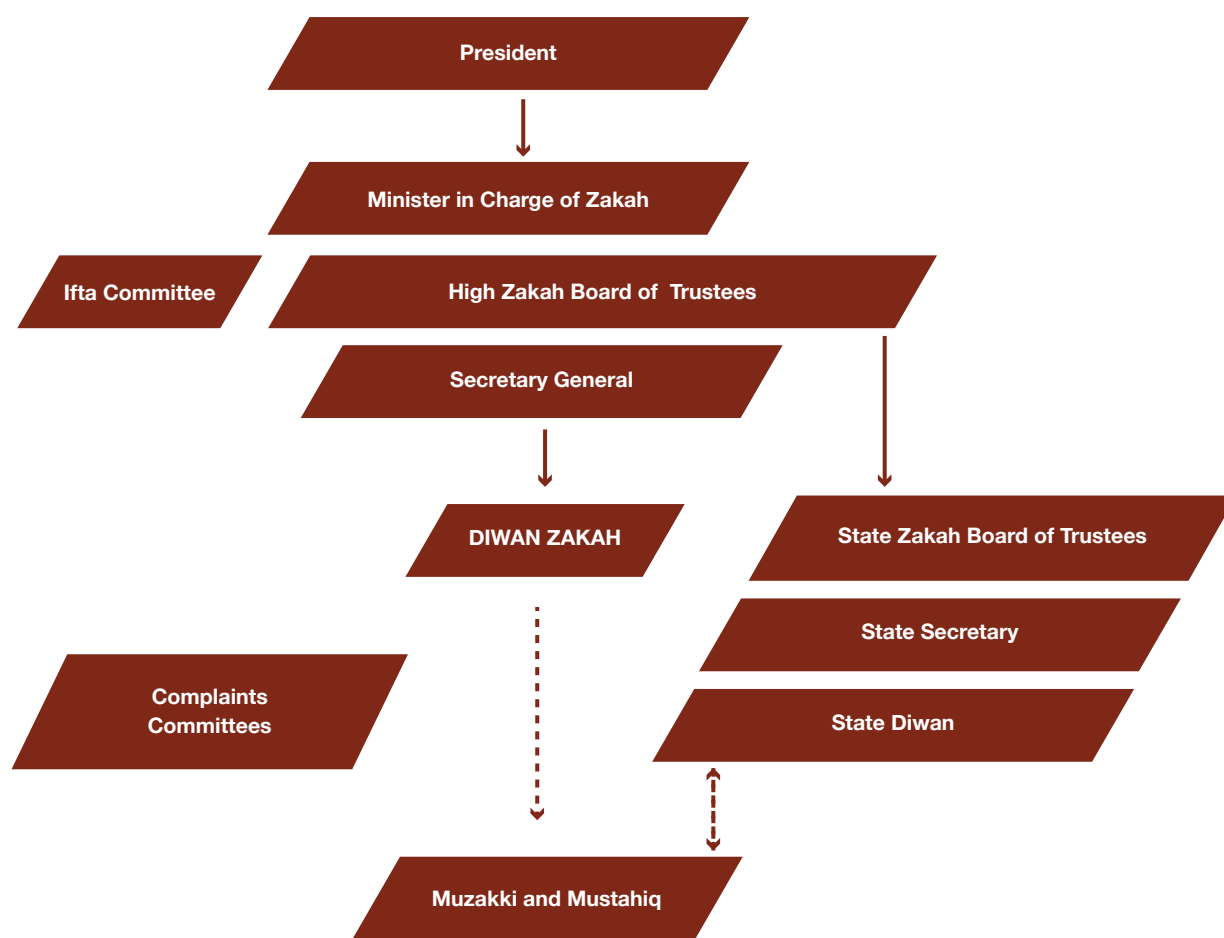 President
Minister in Charge of Zakah
Ifta Committee
High Zakah Board of  Trustees
Secretary General
DIWAN ZAKAH
State Zakah Board of Trustees
State Secretary
Complaints
Committees
State Diwan
Muzakki and Mustahiq